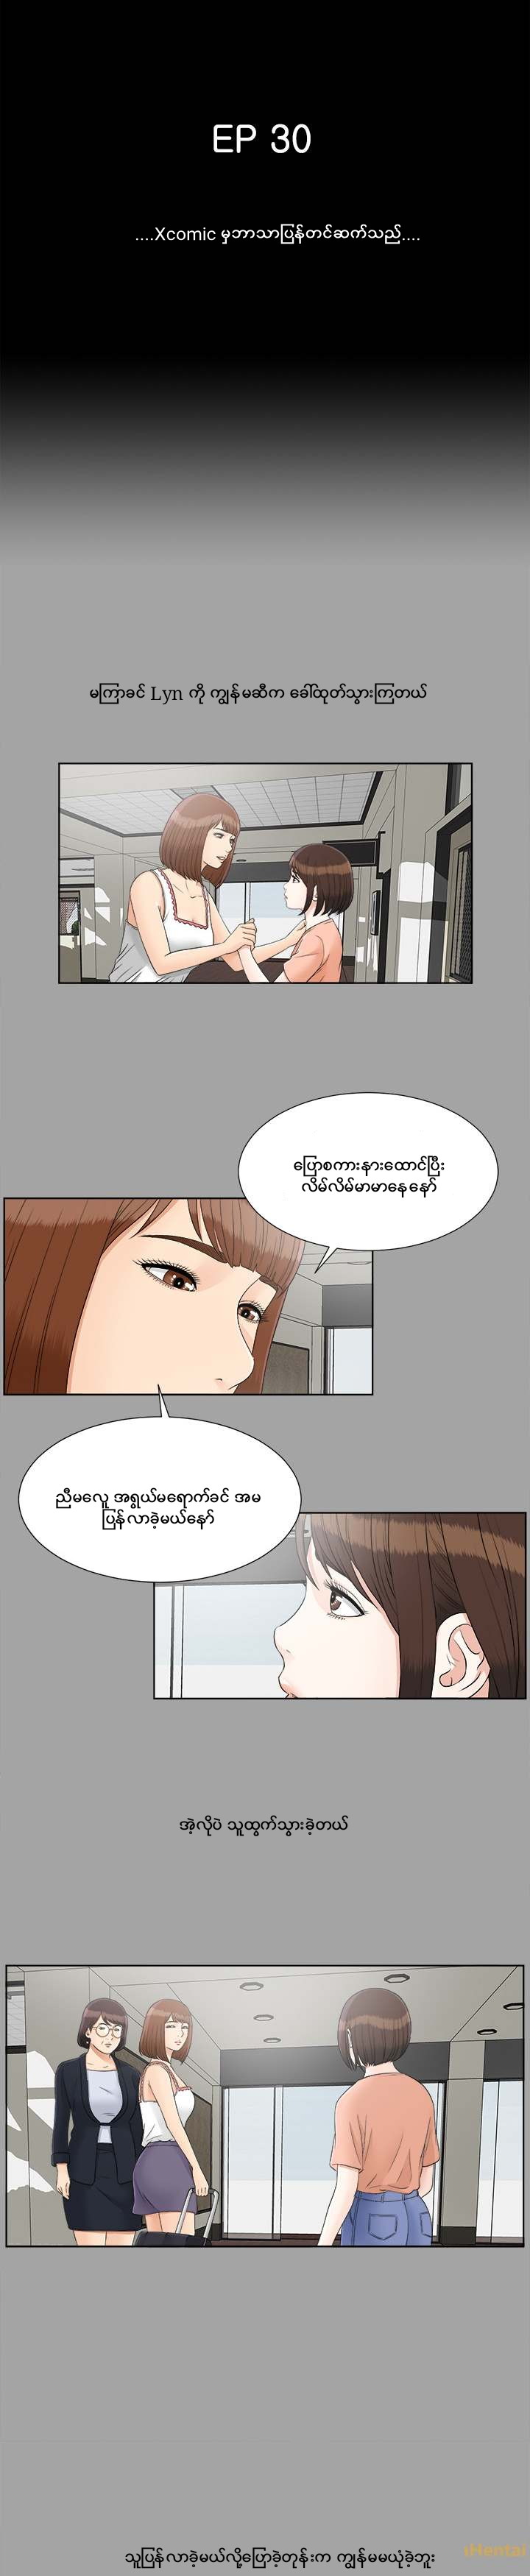 EP 30
....Xcomic မှဘာသာပြန်တင်ဆက်သည်....
မကြာခင် Lyn ကို ကျွန်မဆီက ခေါ်ထုတ်သွားကြတယ်
ပြောစကားနားထောင်ပြီး
လိမ်လိမ်မာမာနေနော်
ညီမလေူ အရွယ်မရောက်ခင် အမ
ပြန်လာခဲ့မယ်နော်
အဲ့လိုပဲ သူထွက်သွားခဲ့တယ်
iHentai
သူပြန်လာခဲ့မယ်လို့ပြောခဲ့တုန်းက ကျွန်မမယုံခဲ့ဘူး